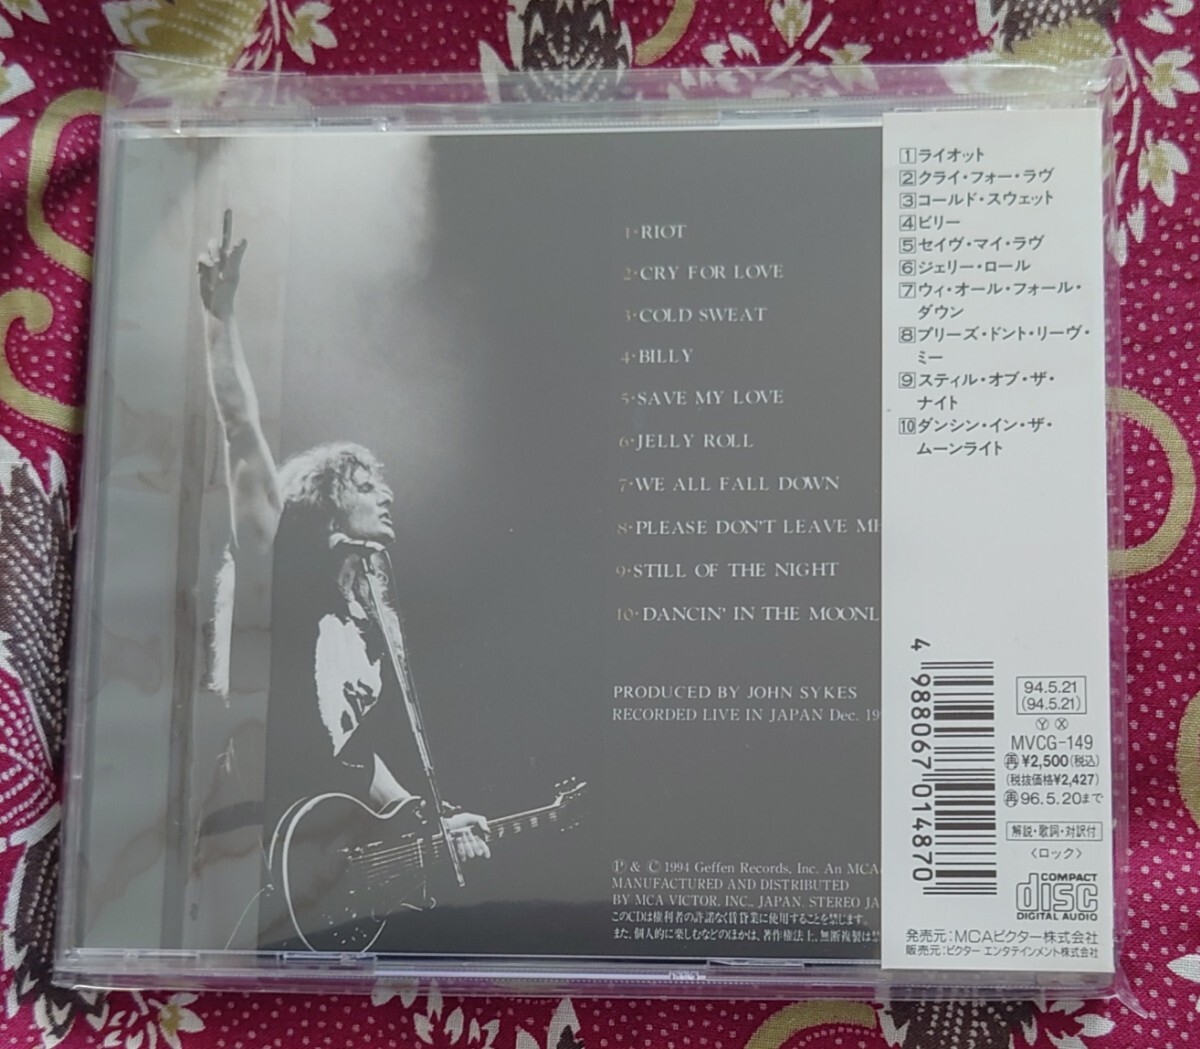 1・RIOT
2・CRY FOR LOVE
3・COLD SWEAT
4・BILLY
5・SAVE MY LOVE
6・JELLY ROLL
7・WE ALL FALL DOWN
8・PLEASE DON'T LEAVE ME
9・STILL OF THE NIGHT
10・DANCIN' IN THE MOONL
PRODUCED BY JOHN SYKES
RECORDED LIVE IN JAPAN Dec. 19
Ⓟ & © 1994 Geffen Records, Inc. An MCA
MANUFACTURED AND DISTRIBUTED
BY MCA VICTOR, INC., JAPAN. STEREO JA
このCDは権利者の許諾なく賃貸業に使用することを禁じます。
また、個人的に楽しむなどのほかは、著作権法上、無断複製は禁
1 ライオット
2 クライ・フォー・ラヴ
3 コールド・スウェット
4 ビリー
5 セイヴ・マイ・ラヴ
6 ジェリー・ロール
7 ウィ・オール・フォール・
ダウン
8 プリーズ・ドント・リーヴ・
ミー
9 スティル・オブ・ザ・
ナイト
10 ダンシン・イン・ザ・
ムーンライト
4 988067 014870
94.5.21
(94.5.21)
Ⓨ Ⓧ
MVCG-149
再 ¥2,500(税込)
(税抜価格¥2,427)
再 96.5.20まで
解説・歌詞・対訳付
〈ロック〉
COMPACT
disc
DIGITAL AUDIO
発売元:MCAビクター株式会社
販売元:ビクター エンタテインメント株式会社